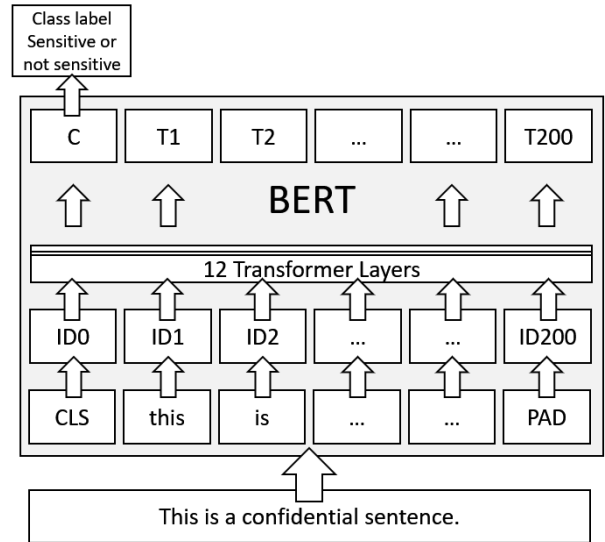 Class label
Sensitive or
not sensitive
C T1 T2 ... ... T200
BERT
12 Transformer Layers
ID0 ID1 ID2 ... ... ID200
CLS this is ... ... PAD
This is a confidential sentence.